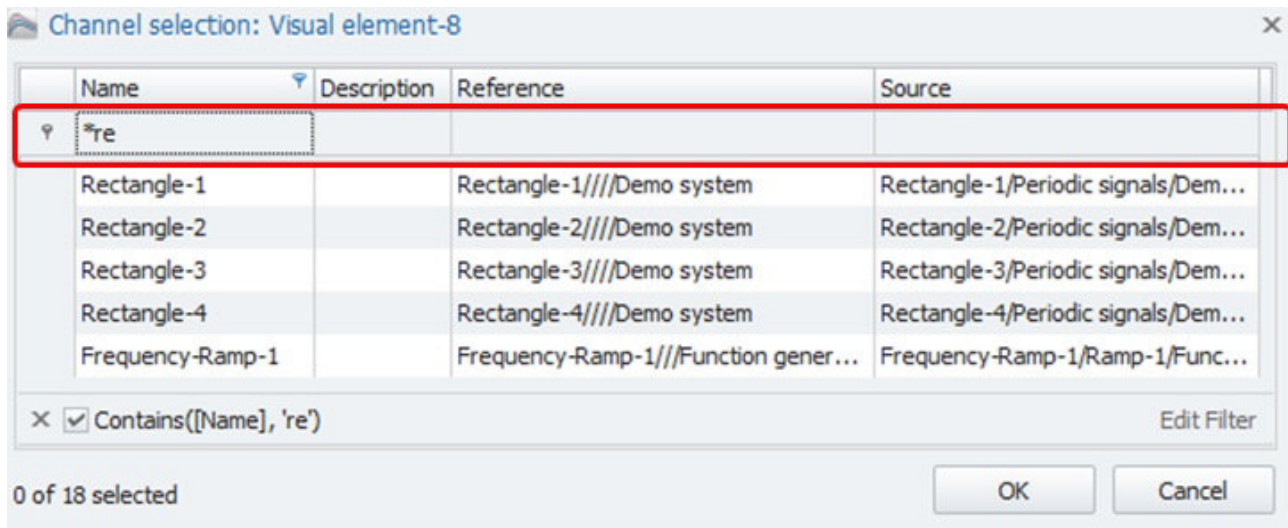 Channel selection: Visual element-8
Name Description Reference Source
*re
Rectangle-1 Rectangle-1////Demo system Rectangle-1/Periodic signals/Dem...
Rectangle-2 Rectangle-2////Demo system Rectangle-2/Periodic signals/Dem...
Rectangle-3 Rectangle-3////Demo system Rectangle-3/Periodic signals/Dem...
Rectangle-4 Rectangle-4////Demo system Rectangle-4/Periodic signals/Dem...
Frequency-Ramp-1 Frequency-Ramp-1///Function gener... Frequency-Ramp-1/Ramp-1/Func...
Contains([Name], 're') Edit Filter
0 of 18 selected OK Cancel